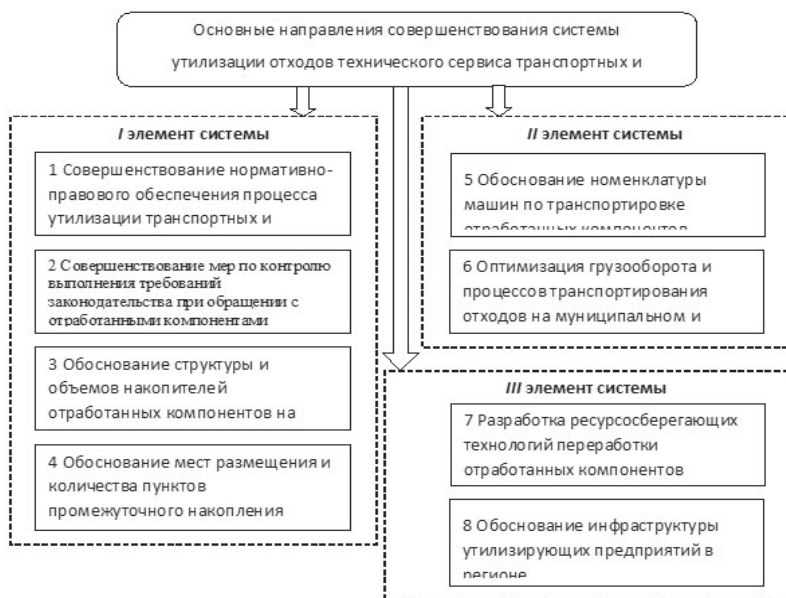 Основные направления совершенствования системы
утилизации отходов технического сервиса транспортных и
I элемент системы
1 Совершенствование нормативно-
правового обеспечения процесса
утилизации транспортных и
2 Совершенствование мер по контролю
выполнения требований
законодательства при обращении с
отработанными компонентами
3 Обоснование структуры и
объемов накопителей
отработанных компонентов на
4 Обоснование мест размещения и
количества пунктов
промежуточного накопления
II элемент системы
5 Обоснование номенклатуры
машин по транспортировке
отработанных компонентов
6 Оптимизация грузооборота и
процессов транспортирования
отходов на муниципальном и
III элемент системы
7 Разработка ресурсосберегающих
технологий переработки
отработанных компонентов
8 Обоснование инфраструктуры
утилизирующих предприятий в
регионе